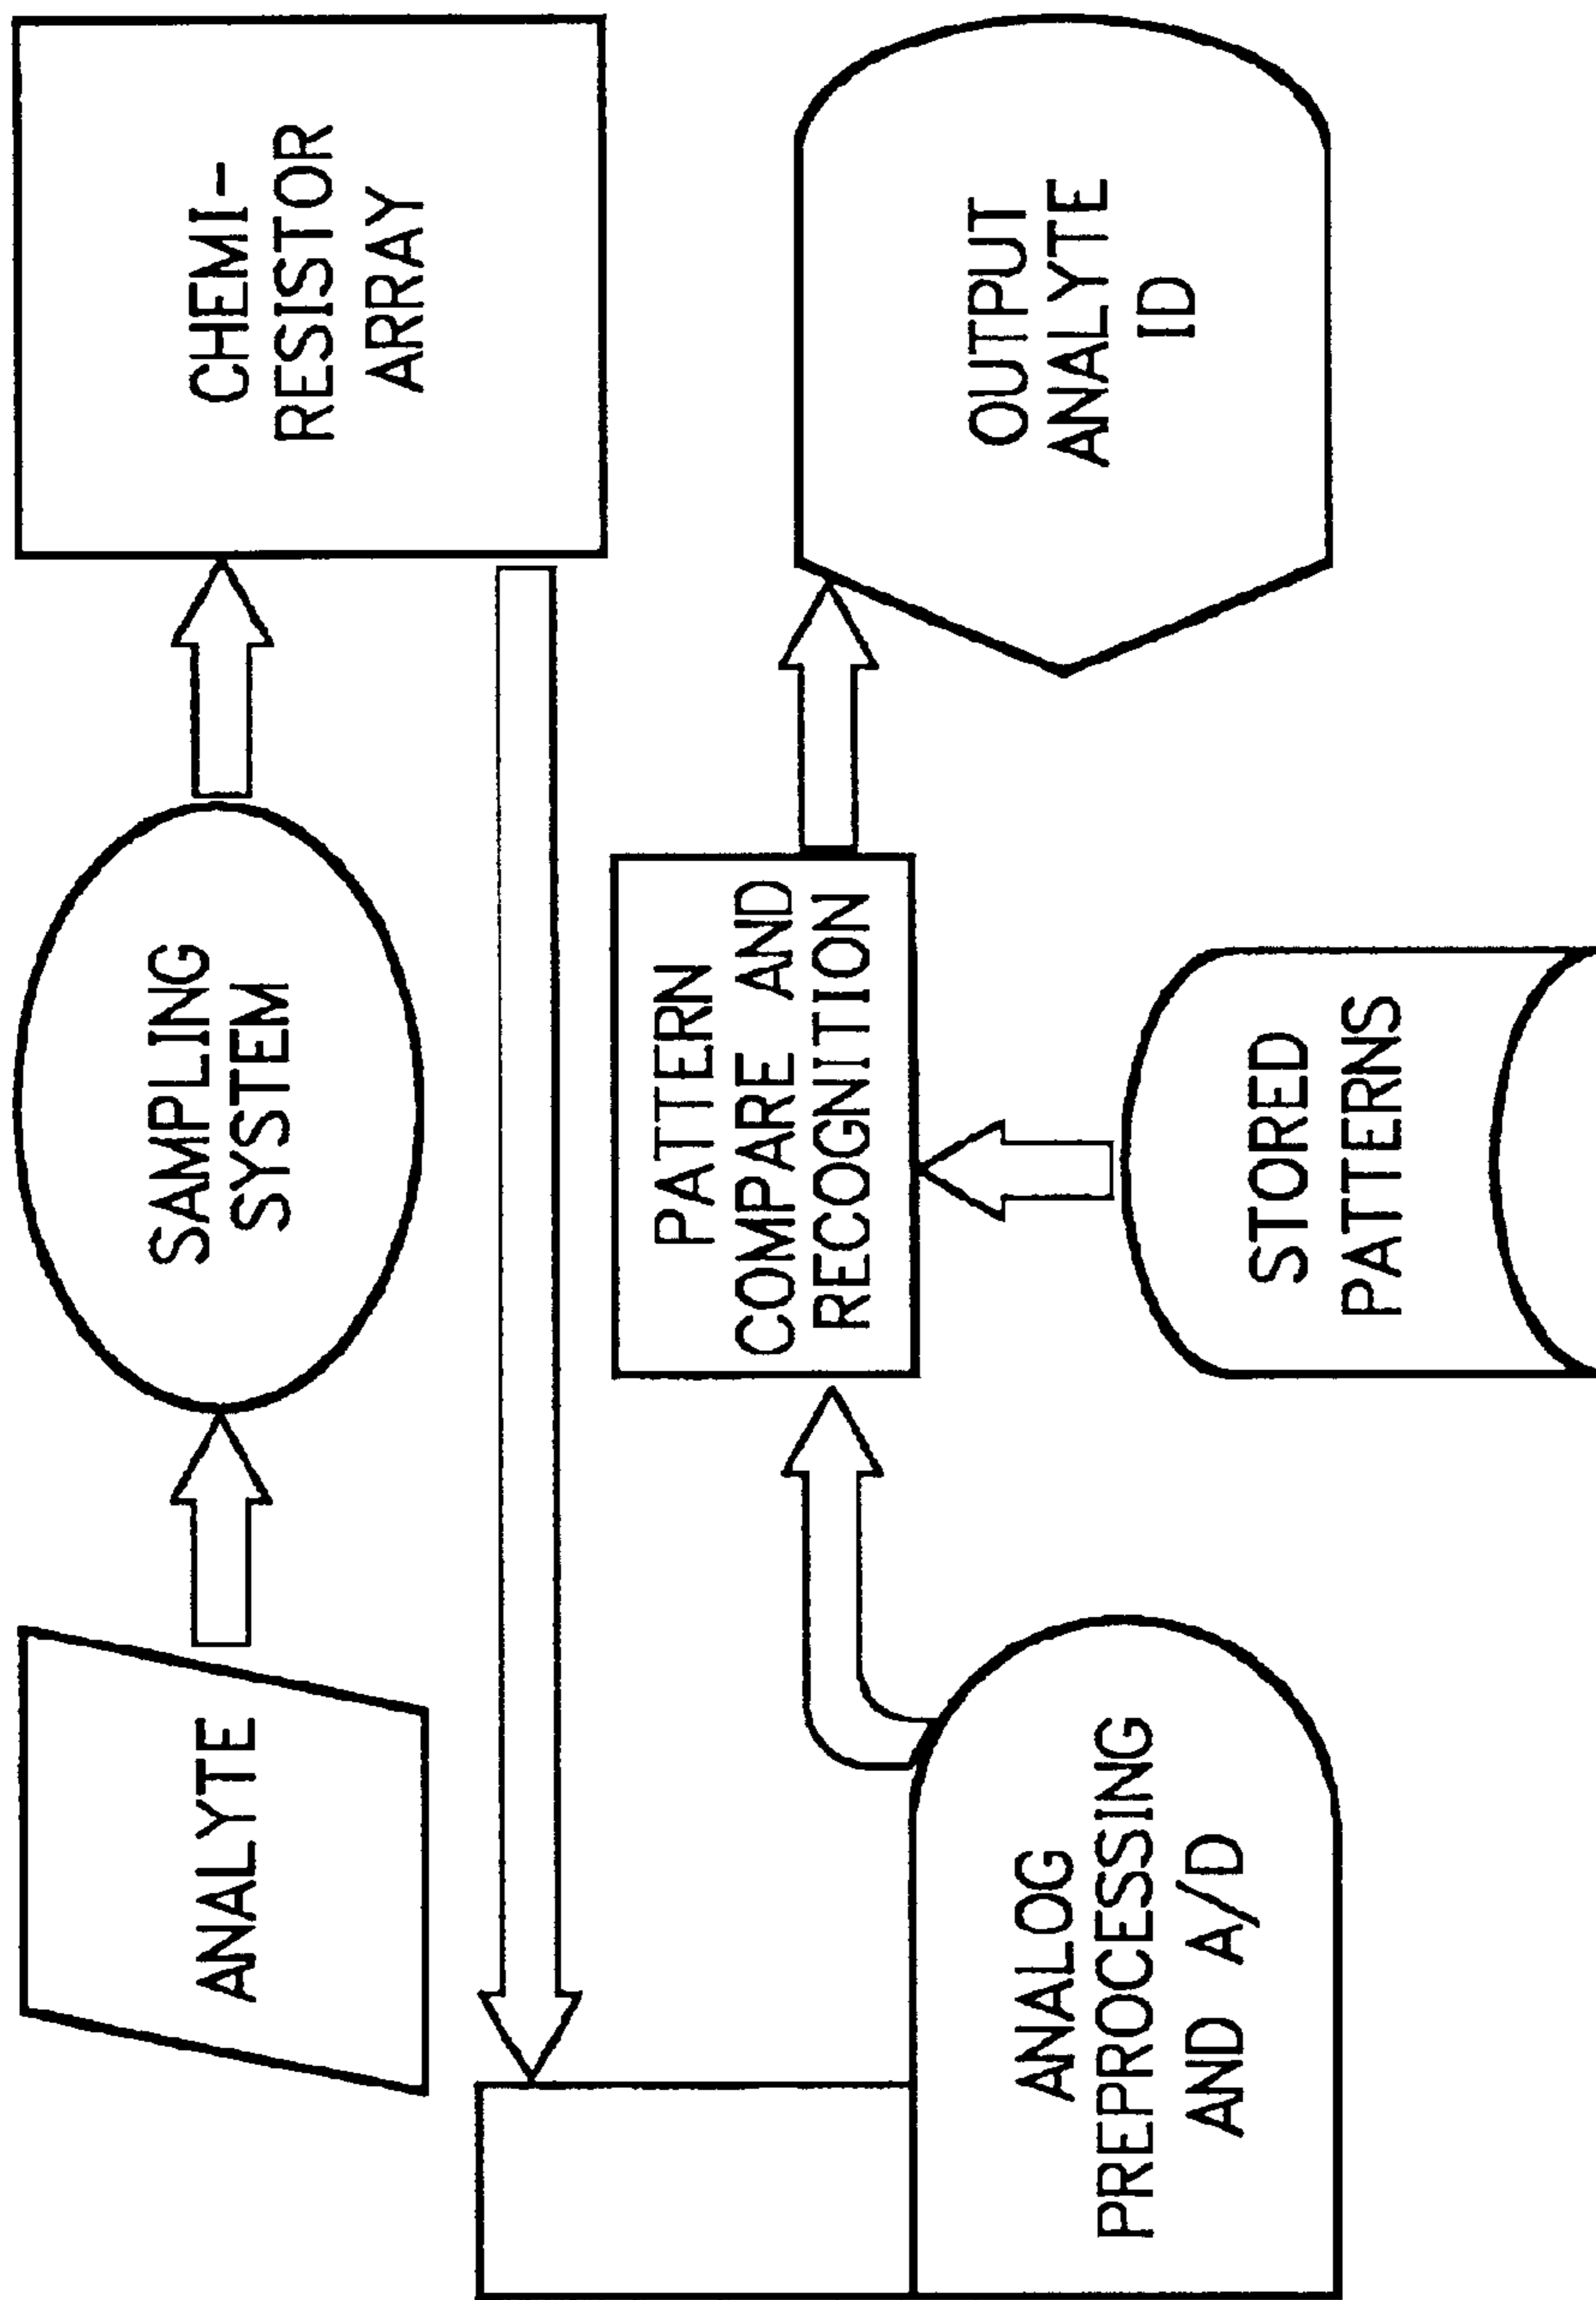 ANALYTE
SAMPLING
SYSTEM
CHEMI-
RESISTOR
ARRAY
ANALOG
PREPROCESSING
AND A/D
PATTERN
COMPARE AND
RECOGNITION
STORED
PATTERNS
OUTPUT
ANALYTE
ID